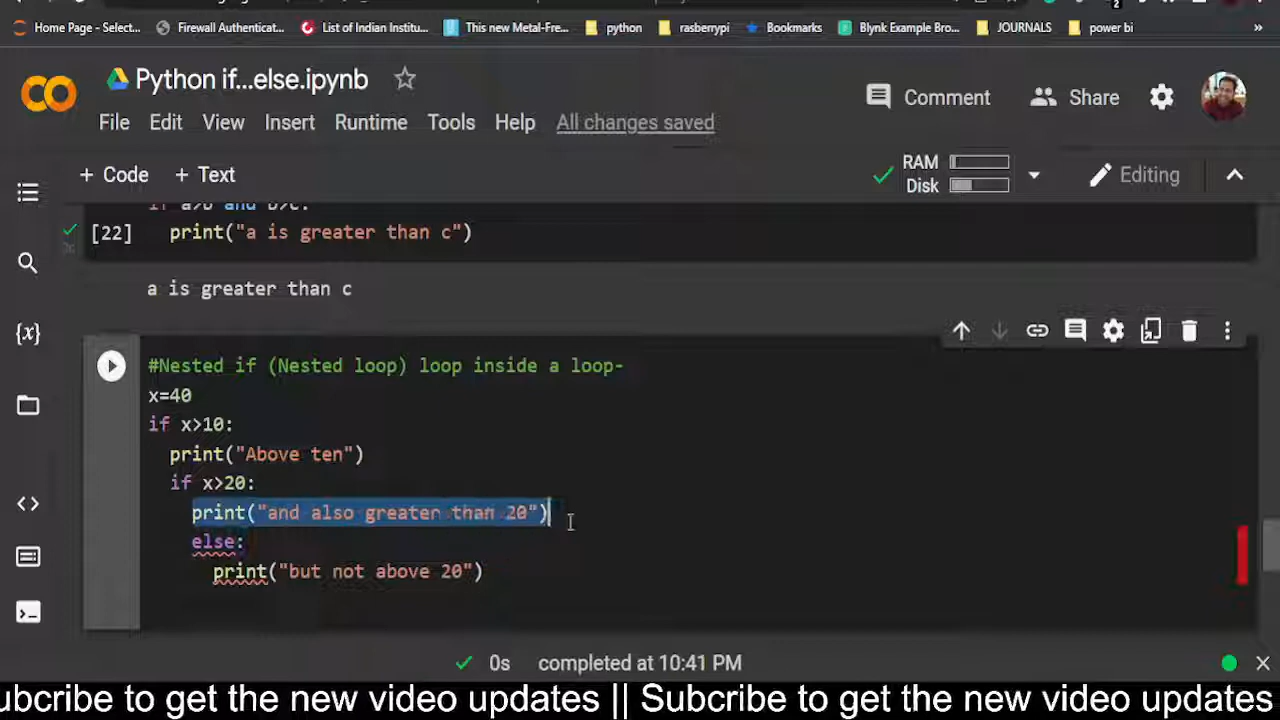 Home Page - Select...
Firewall Authenticat...
List of Indian Institu...
This new Metal-Fre...
python
rasberrypi
Bookmarks
Blynk Example Bro...
JOURNALS
power bi
»
Python if...else.ipynb
Comment
Share
File Edit View Insert Runtime Tools Help All changes saved
+ Code + Text
RAM
Disk
Editing
if a>b and b>c:
[22] print("a is greater than c")
a is greater than c
{x}
#Nested if (Nested loop) loop inside a loop-
x=40
if x>10:
print("Above ten")
if x>20:
print("and also greater than 20")
else:
print("but not above 20")
0s completed at 10:41 PM
ubcribe to get the new video updates || Subcribe to get the new video updates